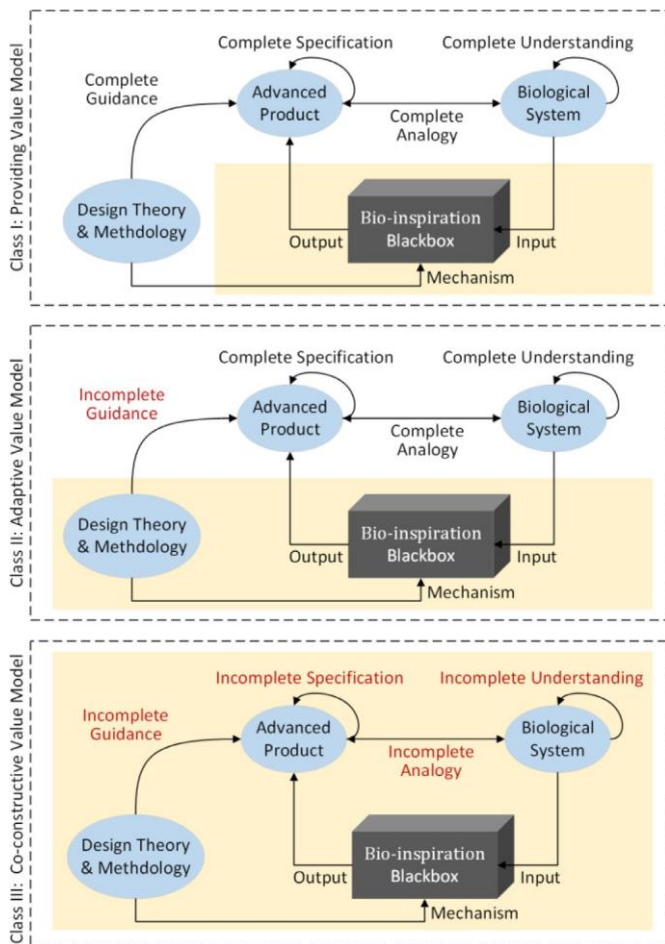 Class I: Providing Value Model
Complete Specification
Complete Understanding
Complete
Guidance
Advanced
Product
Biological
System
Complete
Analogy
Design Theory
& Methdology
Bio-inspiration
Blackbox
Output
Input
Mechanism
Class II: Adaptive Value Model
Complete Specification
Complete Understanding
Incomplete
Guidance
Advanced
Product
Biological
System
Complete
Analogy
Design Theory
& Methdology
Bio-inspiration
Blackbox
Output
Input
Mechanism
Class III: Co-constructive Value Model
Incomplete Specification
Incomplete Understanding
Incomplete
Guidance
Advanced
Product
Biological
System
Incomplete
Analogy
Design Theory
& Methdology
Bio-inspiration
Blackbox
Output
Input
Mechanism